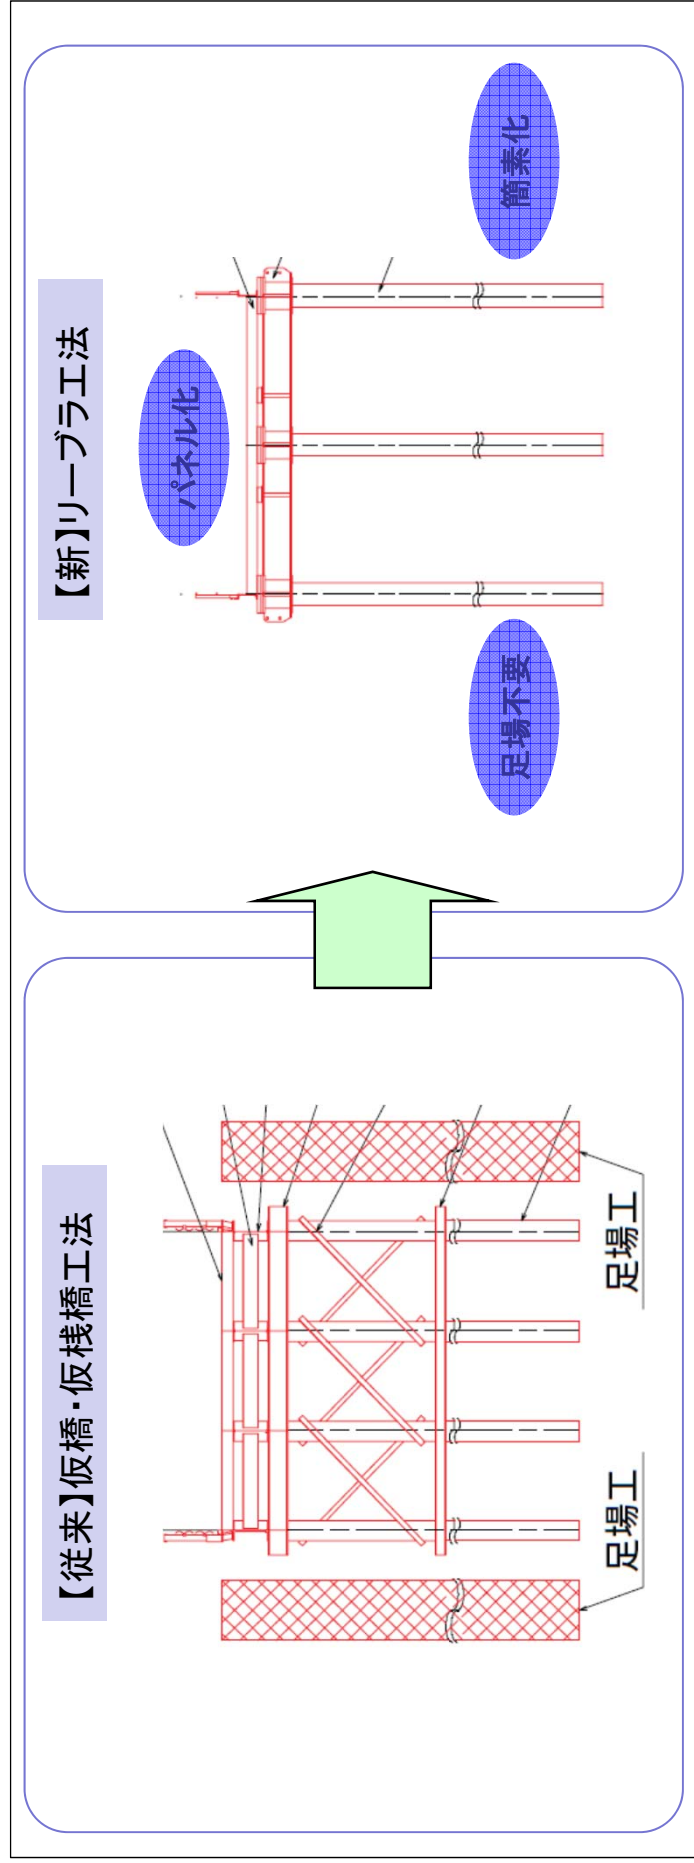 【従来】仮橋・仮桟橋工法
足場工
足場工
【新】リーブラ工法
パネル化
足場不要
簡素化